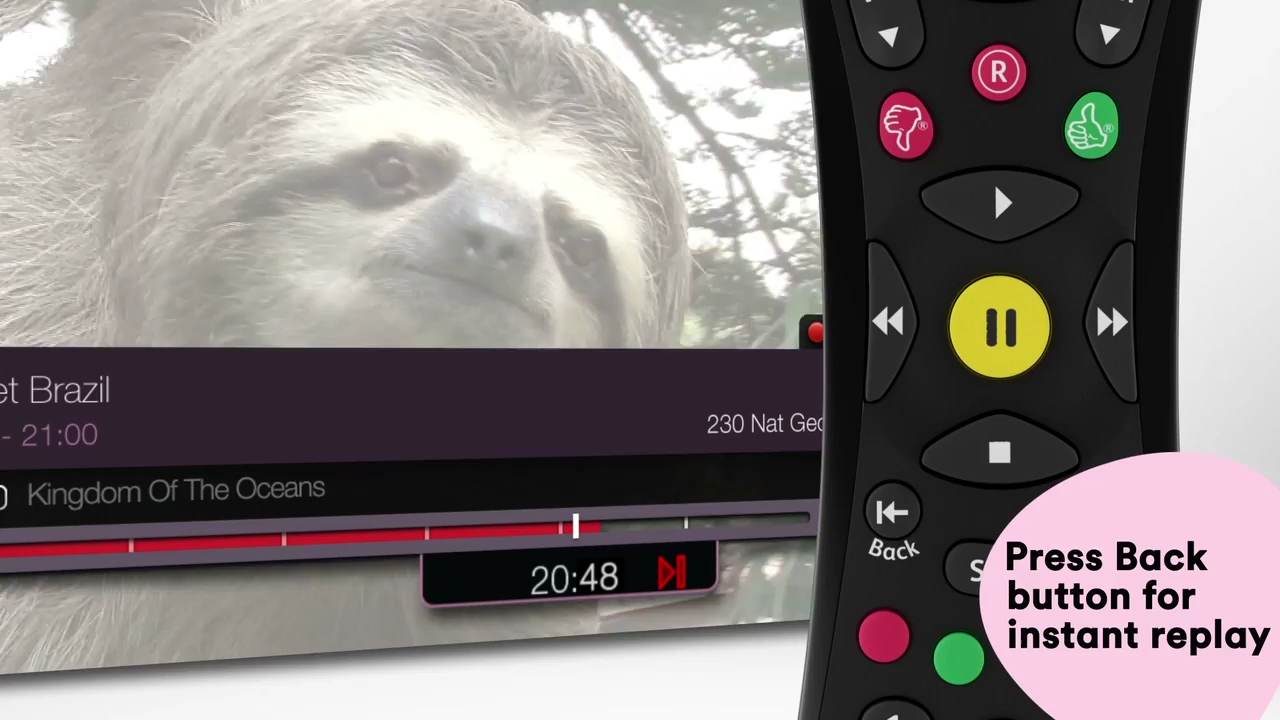 R
et Brazil
- 21:00
230 Nat Geo
Kingdom Of The Oceans
20:48
Back
S
Press Back
button for
instant replay